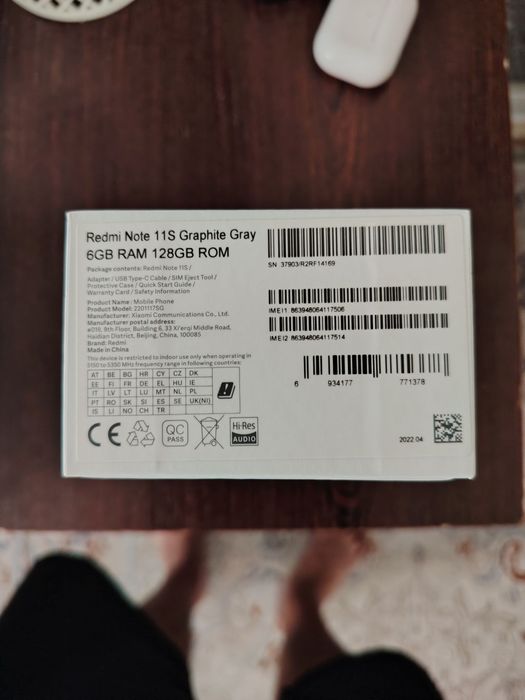 Redmi Note 11S Graphite Gray
6GB RAM 128GB ROM
Package contents: Redmi Note 11S /
Adapter / USB Type-C Cable / SIM Eject Tool /
Protective Case / Quick Start Guide /
Warranty Card / Safety Information
Product Name: Mobile Phone
Product model: 2201117SG
Manufacturer: Xiaomi Communications Co., Ltd.
#019, 9th Floor, Building 6, 33 Xi'erqi Middle Road,
Haidian District, Beijing, China, 100085
Brand: Redmi
Made in China
This device is restricted to indoor use only when operating in
5150 to 5350 MHz frequency range in following countries:
AT BE BG HR CY CZ DK
EE FI FR DE EL HU IE
IT LV LT LU MT NL PL
PT RO SK SI ES SE UK(NI)
IS LI NO CH TR
CE
QC
PASS
Hi-Res
AUDIO
SN 37903/R2RF14169
IMEI1 863948064117506
IMEI2 863948064117514
6 934177 771378
2022.04